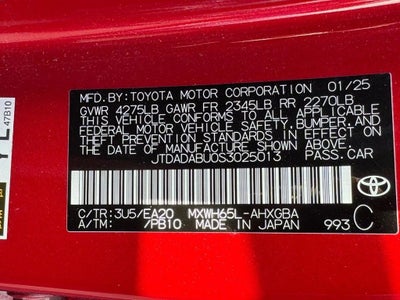 MFD.BY:TOYOTA MOTOR CORPORATION 01/25
GVWR 4275LB GAWR FR 2345LB RR 2270LB
THIS VEHICLE CONFORMS TO ALL APPLICABLE
FEDERAL MOTOR VEHICLE SAFETY,BUMPER,AND
THEFT PREVENTION STANDARDS IN EFFECT ON
THE DATE OF MANUFACTURE SHOWN ABOVE.
JTDADABU0S3025013 PASS.CAR
TOYOTA
C/TR:3U5/EA20 MXWH65L-AHXGBA
A/TM: /PB10 MADE IN JAPAN 993 C
47B10